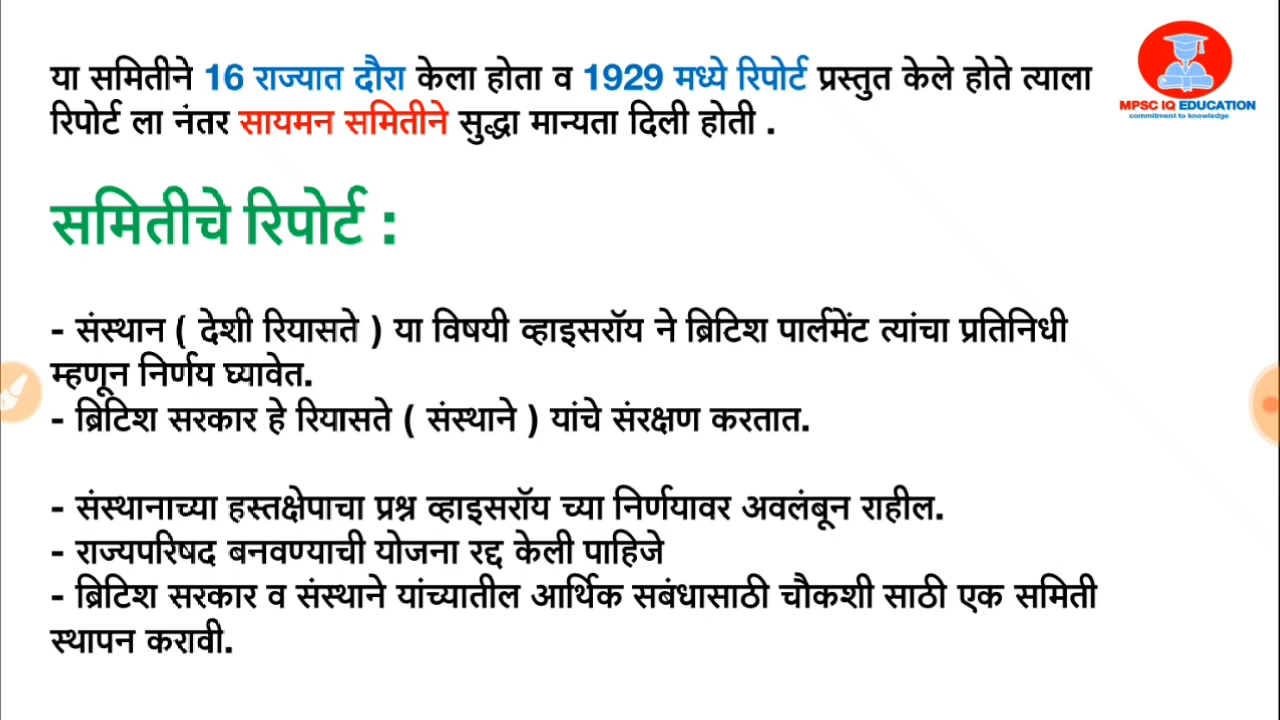 या समितीने 16 राज्यात दौरा केला होता व 1929 मध्ये रिपोर्ट प्रस्तुत केले होते त्याला
रिपोर्ट ला नंतर सायमन समितीने सुद्धा मान्यता दिली होती .
MPSC IQ EDUCATION
commitment to knowledge
समितीचे रिपोर्ट :
- संस्थान ( देशी रियासते ) या विषयी व्हाइसरॉय ने ब्रिटिश पार्लमेंट त्यांचा प्रतिनिधी
म्हणून निर्णय घ्यावेत.
- ब्रिटिश सरकार हे रियासते ( संस्थाने ) यांचे संरक्षण करतात.
- संस्थानाच्या हस्तक्षेपाचा प्रश्न व्हाइसरॉय च्या निर्णयावर अवलंबून राहील.
- राज्यपरिषद बनवण्याची योजना रद्द केली पाहिजे
- ब्रिटिश सरकार व संस्थाने यांच्यातील आर्थिक सबंधासाठी चौकशी साठी एक समिती
स्थापन करावी.